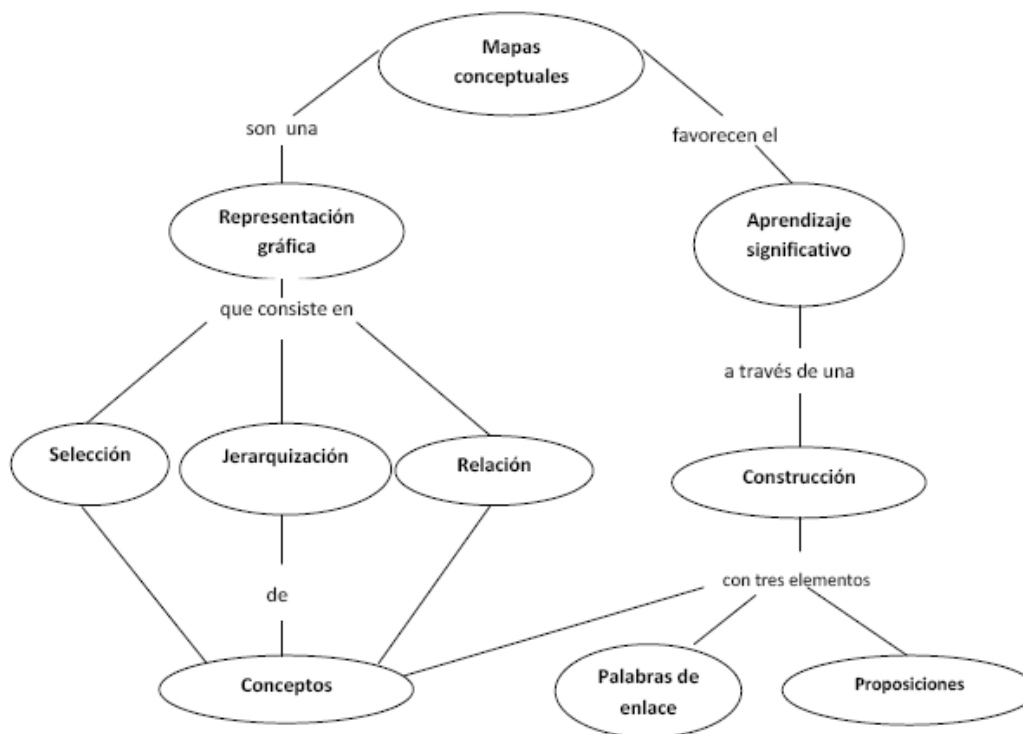 Mapas
conceptuales
son una
favorecen el
Representación
gráfica
Aprendizaje
significativo
que consiste en
a través de una
Selección
Jerarquización
Relación
Construcción
de
con tres elementos
Conceptos
Palabras de
enlace
Proposiciones